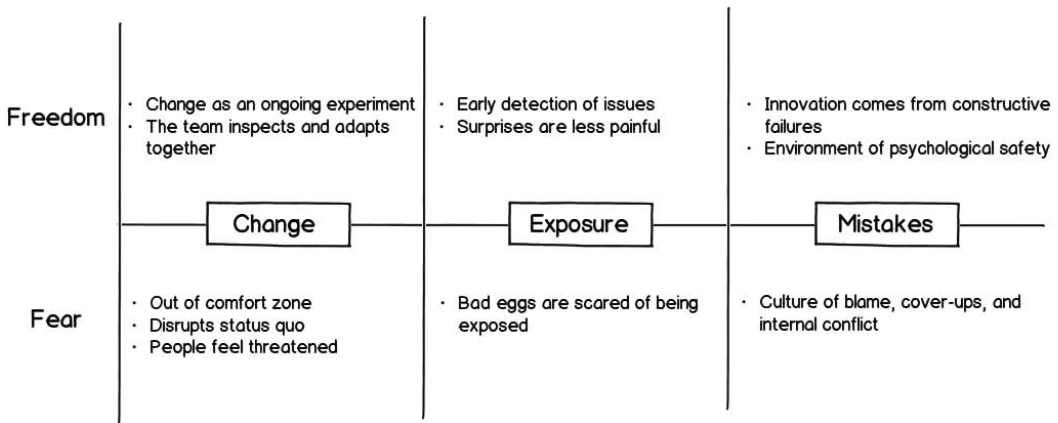 Freedom
· Change as an ongoing experiment
· The team inspects and adapts
together
· Early detection of issues
· Surprises are less painful
· Innovation comes from constructive
failures
· Environment of psychological safety
Change
Exposure
Mistakes
Fear
· Out of comfort zone
· Disrupts status quo
· People feel threatened
· Bad eggs are scared of being
exposed
· Culture of blame, cover-ups, and
internal conflict